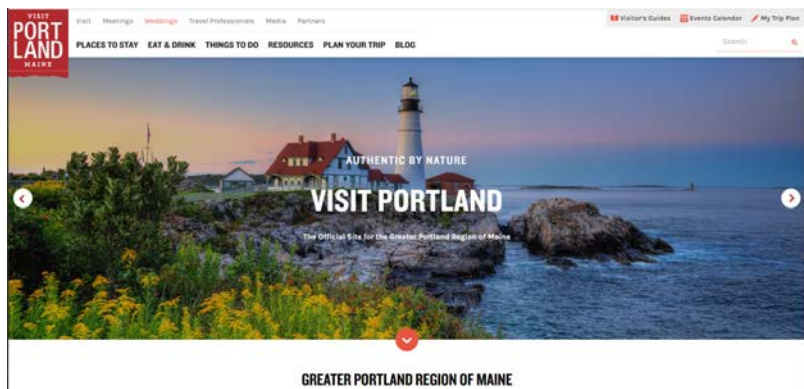 VISIT
PORT
LAND
MAINE
Visit Meetings Weddings Travel Professionals Media Partners
Visitor's Guides Events Calendar My Trip Plan
PLACES TO STAY EAT & DRINK THINGS TO DO RESOURCES PLAN YOUR TRIP BLOG
Search
AUTHENTIC BY NATURE
VISIT PORTLAND
The Official Site for the Greater Portland Region of Maine
GREATER PORTLAND REGION OF MAINE